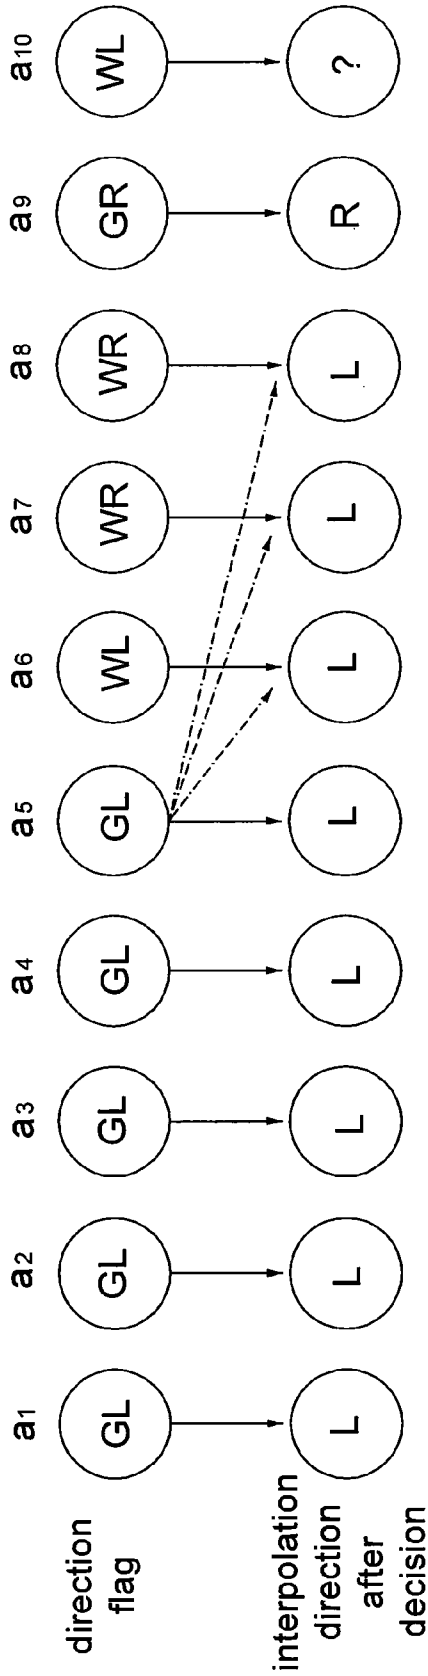 a1 a2 a3 a4 a5 a6 a7 a8 a9 a10
direction
flag
GL GL GL GL GL WL WR WR GR WL
interpolation
direction
after
decision
L L L L L L L L R ?